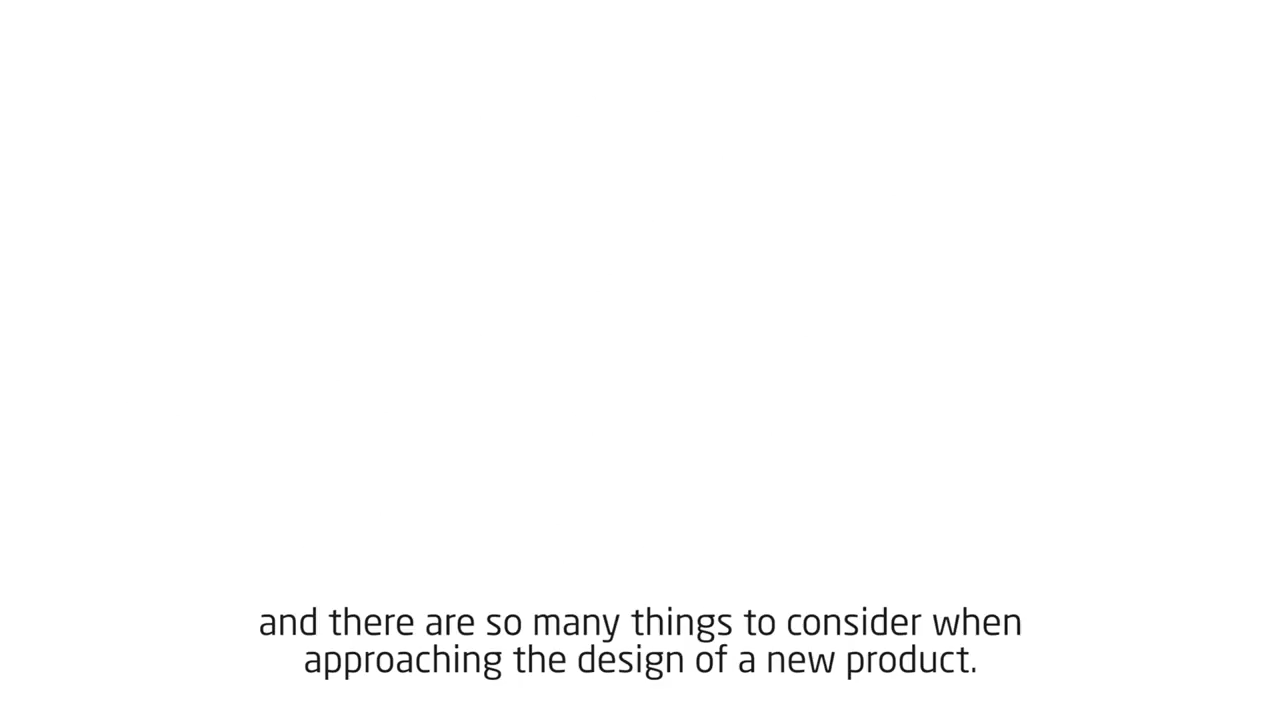 and there are so many things to consider when
approaching the design of a new product.